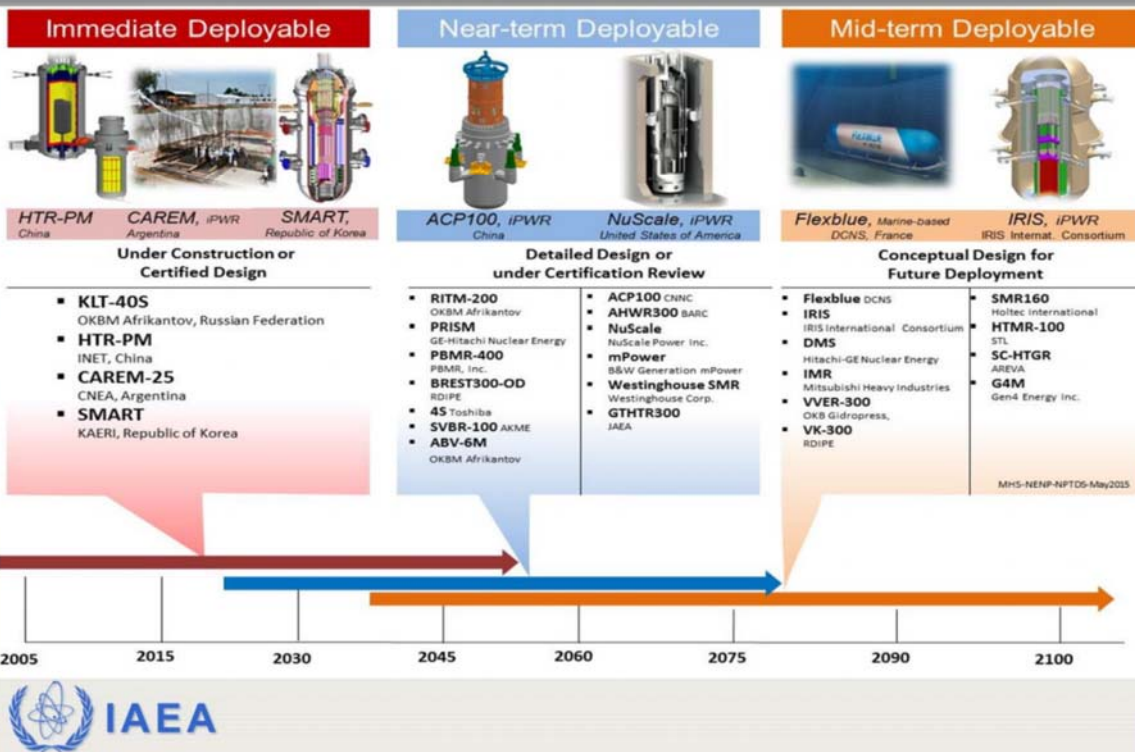 Immediate Deployable
Near-term Deployable
Mid-term Deployable
FLEXBLUE
HTR-PM
China
CAREM, iPWR
Argentina
SMART,
Republic of Korea
ACP100, iPWR
China
NuScale, iPWR
United States of America
Flexblue, Marine-based
DCNS, France
IRIS, iPWR
IRIS Internat. Consortium
Under Construction or
Certified Design
▪ KLT-40S
OKBM Afrikantov, Russian Federation
▪ HTR-PM
INET, China
▪ CAREM-25
CNEA, Argentina
▪ SMART
KAERI, Republic of Korea
Detailed Design or
under Certification Review
▪ RITM-200
OKBM Afrikantov
▪ PRISM
GE-Hitachi Nuclear Energy
▪ PBMR-400
PBMR, Inc.
▪ BREST300-OD
RDIPE
▪ 4S Toshiba
▪ SVBR-100 AKME
▪ ABV-6M
OKBM Afrikantov
▪ ACP100 CNNC
▪ AHWR300 BARC
▪ NuScale
NuScale Power Inc.
▪ mPower
B&W Generation mPower
▪ Westinghouse SMR
Westinghouse Corp.
▪ GTHTR300
JAEA
Conceptual Design for
Future Deployment
▪ Flexblue DCNS
▪ IRIS
IRIS International Consortium
▪ DMS
Hitachi-GE Nuclear Energy
▪ IMR
Mitsubishi Heavy Industries
▪ VVER-300
OKB Gidropress,
▪ VK-300
RDIPE
▪ SMR160
Holtec International
▪ HTMR-100
STL
▪ SC-HTGR
AREVA
▪ G4M
Gen4 Energy Inc.
MHS-NENP-NPTDS-May2015
2005 2015 2030 2045 2060 2075 2090 2100
IAEA